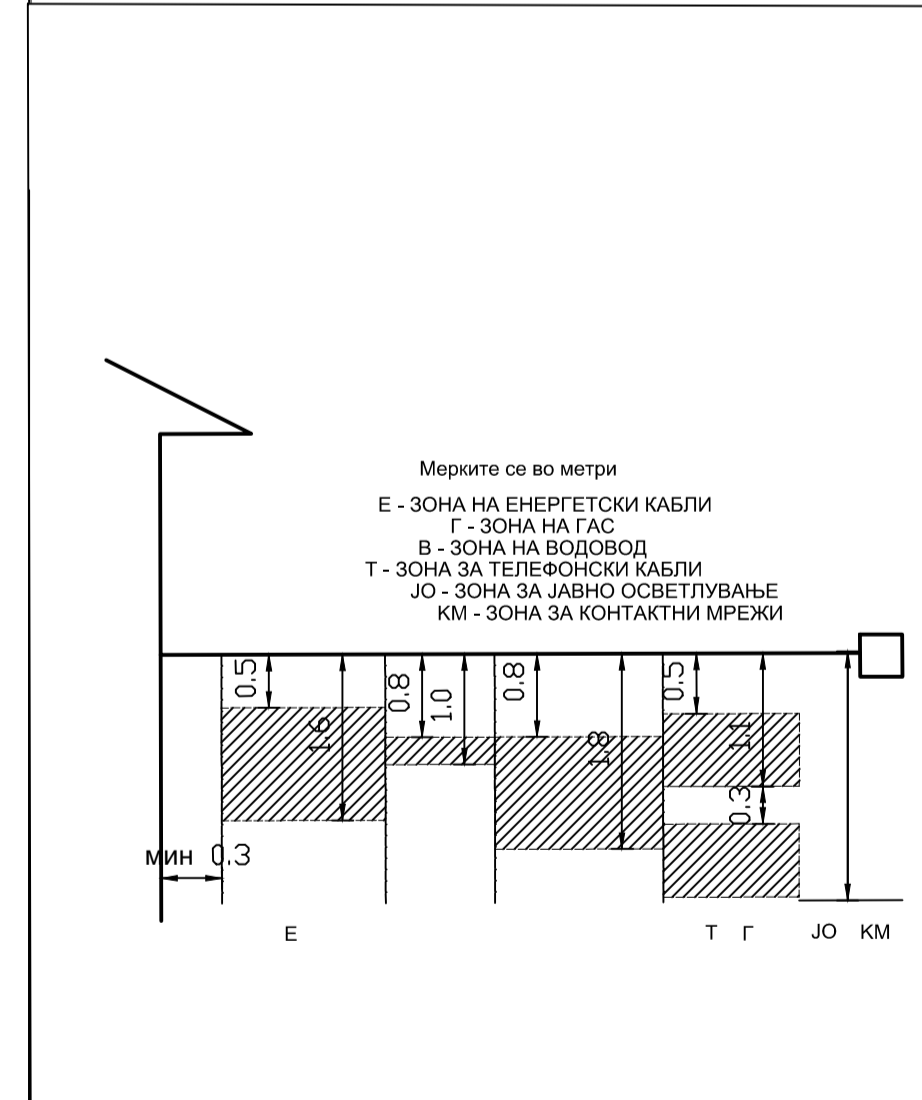 Мерките се во метри
Е - ЗОНА НА ЕНЕРГЕТСКИ КАБЛИ
Г - ЗОНА НА ГАС
В - ЗОНА НА ВОДОВОД
Т - ЗОНА ЗА ТЕЛЕФОНСКИ КАБЛИ
ЈО - ЗОНА ЗА ЈАВНО ОСВЕТЛУВАЊЕ
КМ - ЗОНА ЗА КОНТАКТНИ МРЕЖИ
0.5 0.8 1.0 0.8 0.5
1.6 1.8 1.1
0.3
мин 0.3
Е Т Г ЈО КМ